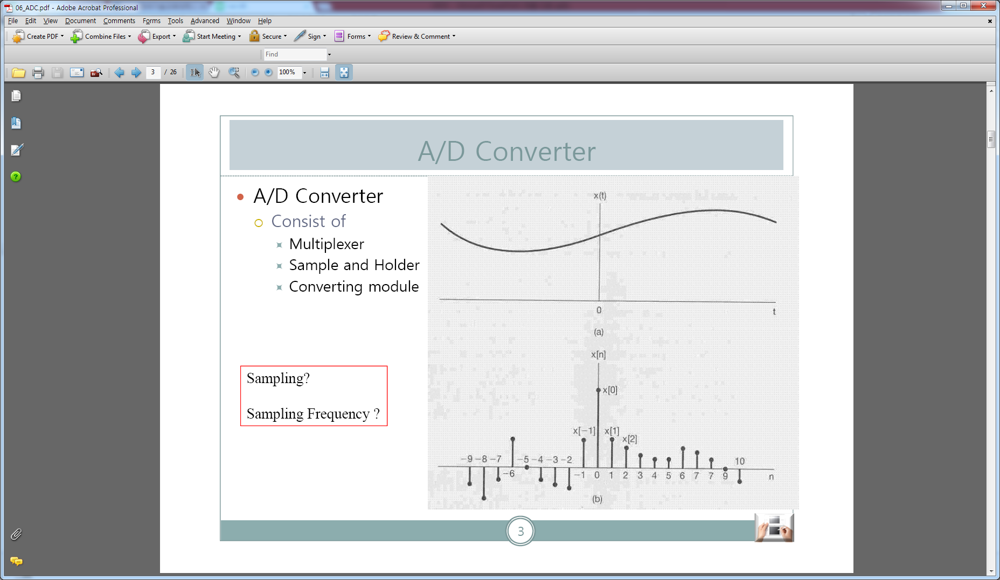 06_ADC.pdf - Adobe Acrobat Professional
File Edit View Document Comments Forms Tools Advanced Window Help
Create PDF Combine Files Export Start Meeting Secure Sign Forms Review & Comment
Find
3 / 26 100%
A/D Converter
A/D Converter
Consist of
Multiplexer
Sample and Holder
Converting module
Sampling?
Sampling Frequency ?
x(t)
0 t
(a)
x[n]
x[0]
x[−1] x[1]
x[2]
−9 −8 −7 −5 −4 −3 −2 10
−6 −1 0 1 2 3 4 5 6 7 7 9 n
(b)
3